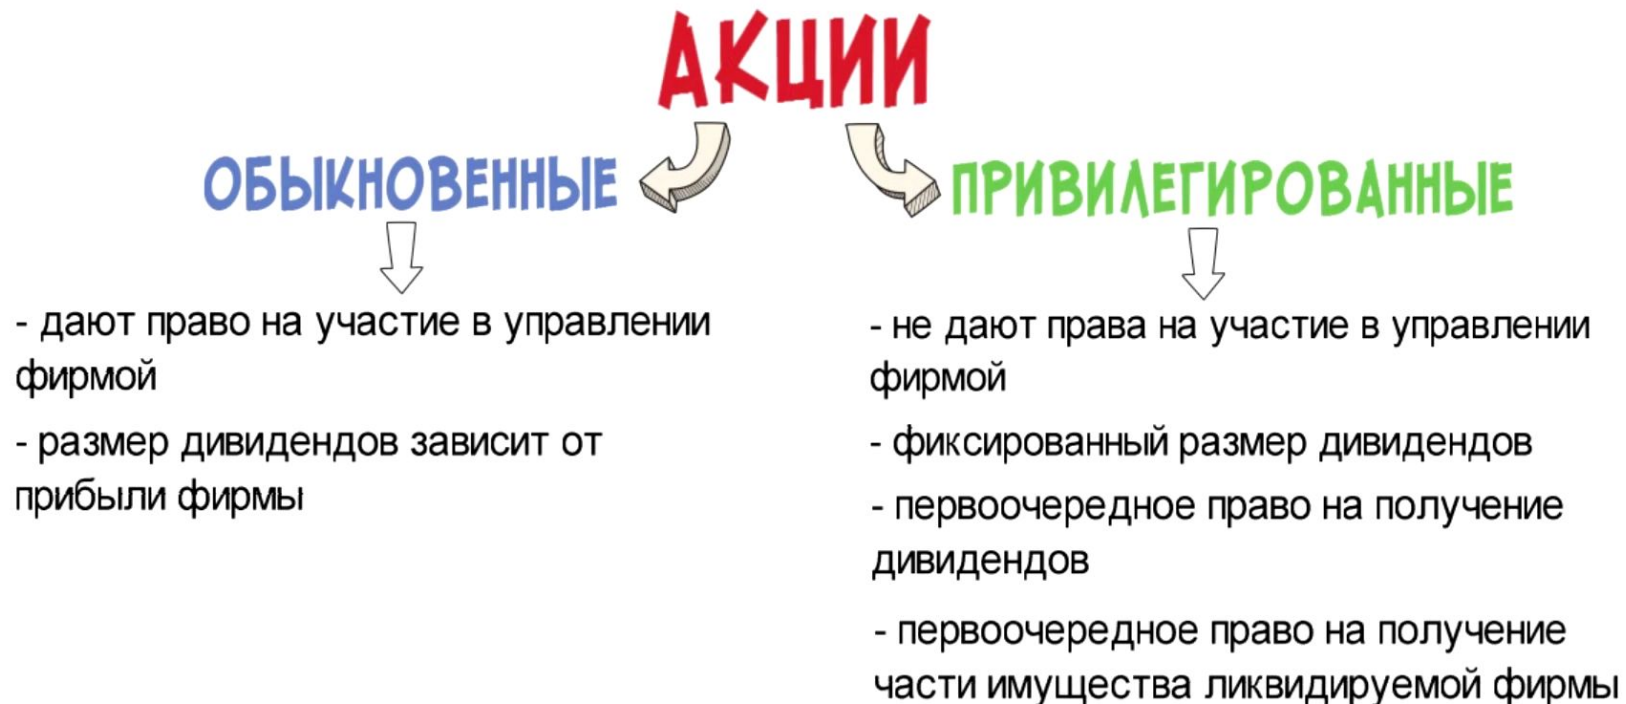 АКЦИИ
ОБЫКНОВЕННЫЕ
- дают право на участие в управлении
фирмой
- размер дивидендов зависит от
прибыли фирмы
ПРИВИЛЕГИРОВАННЫЕ
- не дают права на участие в управлении
фирмой
- фиксированный размер дивидендов
- первоочередное право на получение
дивидендов
- первоочередное право на получение
части имущества ликвидируемой фирмы